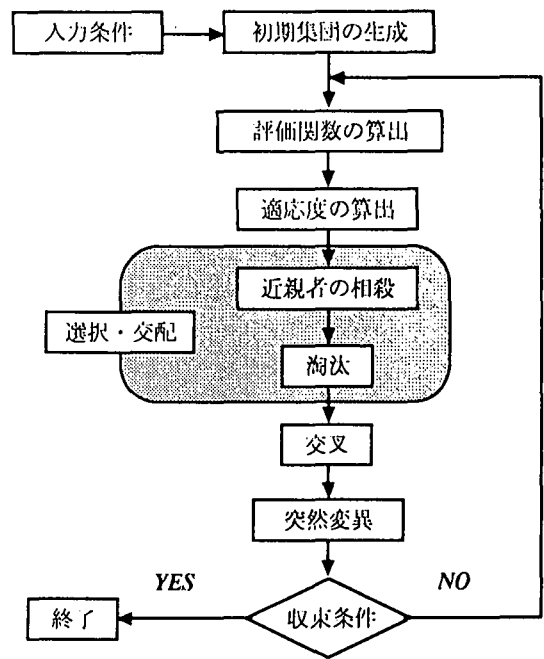 入力条件
初期集団の生成
評価関数の算出
適応度の算出
近親者の相殺
選択・交配
淘汰
交叉
突然変異
YES
NO
収束条件
終了